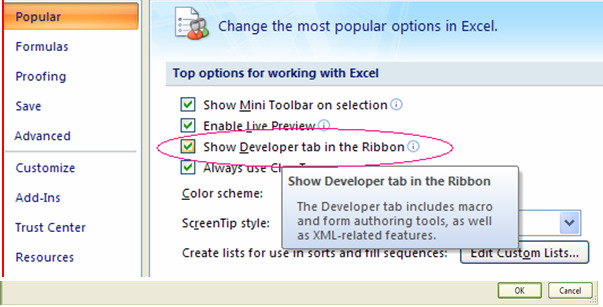 Popular
Formulas
Proofing
Save
Advanced
Customize
Add-Ins
Trust Center
Resources
Change the most popular options in Excel.
Top options for working with Excel
Show Mini Toolbar on selection
Enable Live Preview
Show Developer tab in the Ribbon
Always use
Color scheme:
ScreenTip style:
Show Developer tab in the Ribbon
The Developer tab includes macro
and form authoring tools, as well
as XML-related features.
Create lists for use in sorts and fill sequences: Edit Custom Lists...
OK Cancel